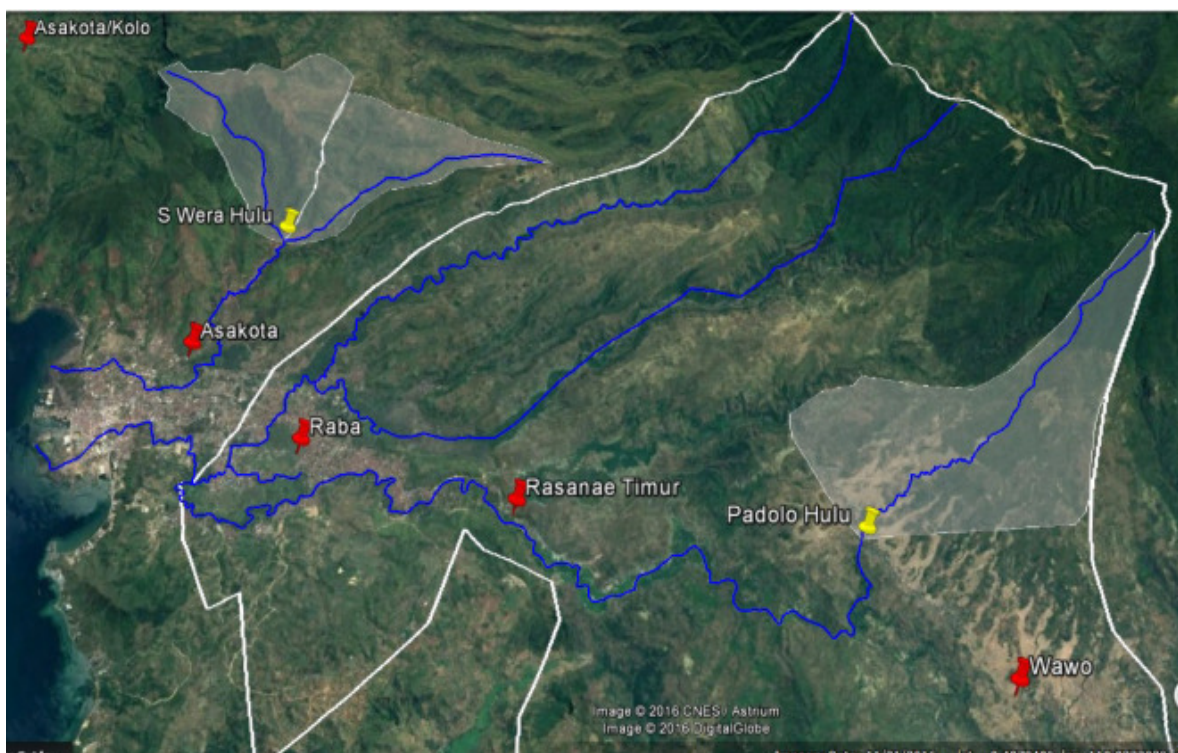 Asakota/Kolo
S Wera Hulu
Asakota
Raba
Rasanae Timur
Padolo Hulu
Wawo
Image © 2016 CNES / Astrium
Image © 2016 DigitalGlobe